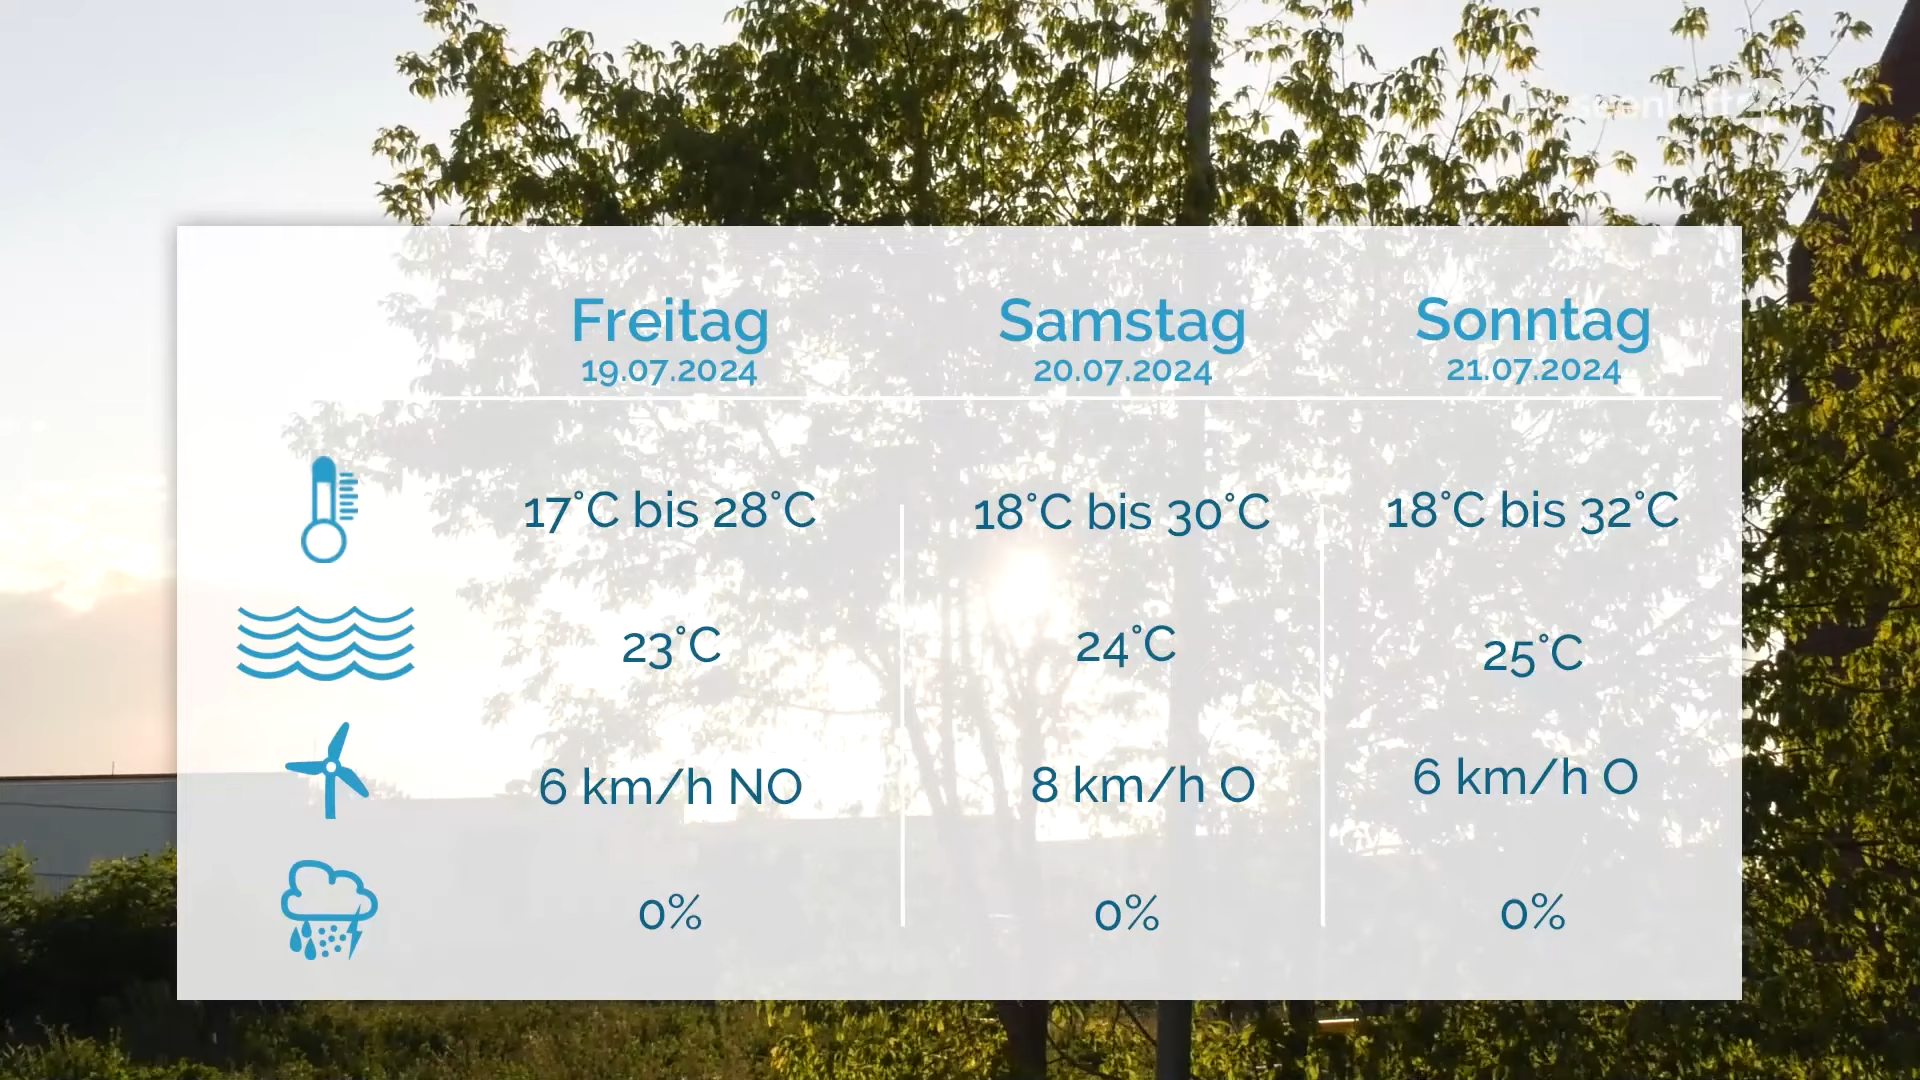 seenluft24
Freitag Samstag Sonntag
19.07.2024 20.07.2024 21.07.2024
17°C bis 28°C 18°C bis 30°C 18°C bis 32°C
23°C 24°C 25°C
6 km/h NO 8 km/h O 6 km/h O
0% 0% 0%